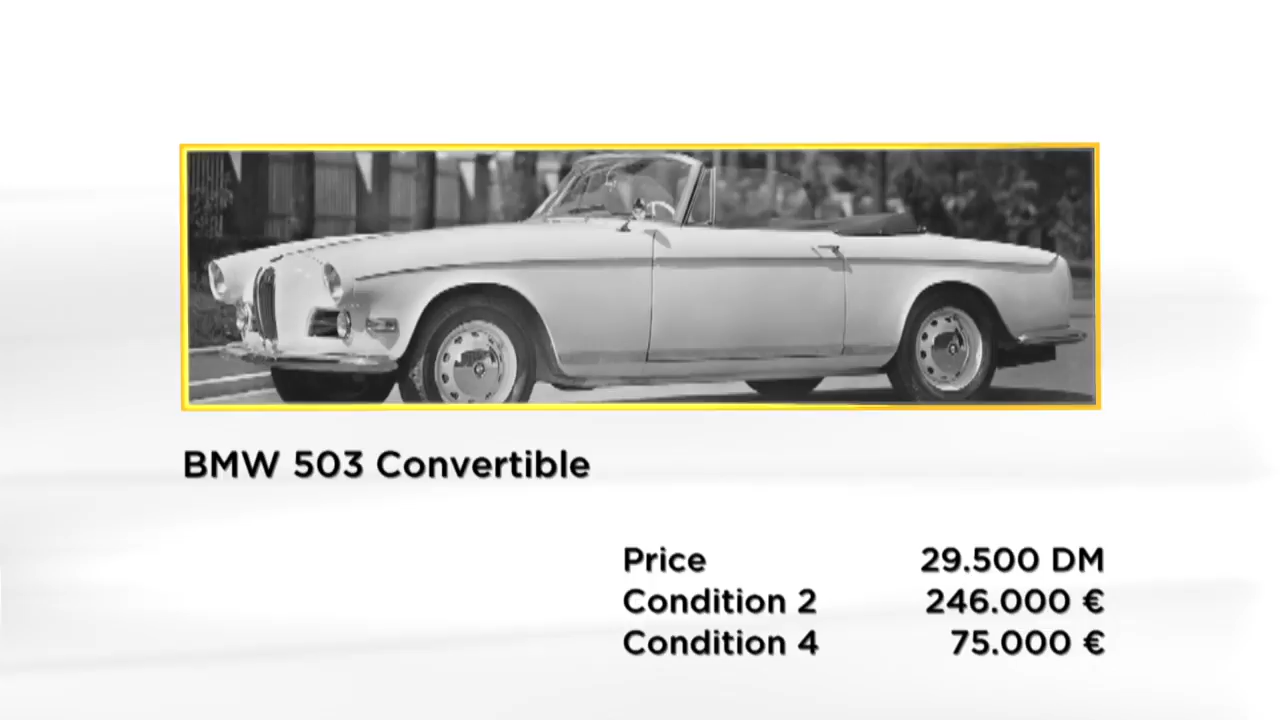 BMW 503 Convertible
Price 29.500 DM
Condition 2 246.000 €
Condition 4 75.000 €